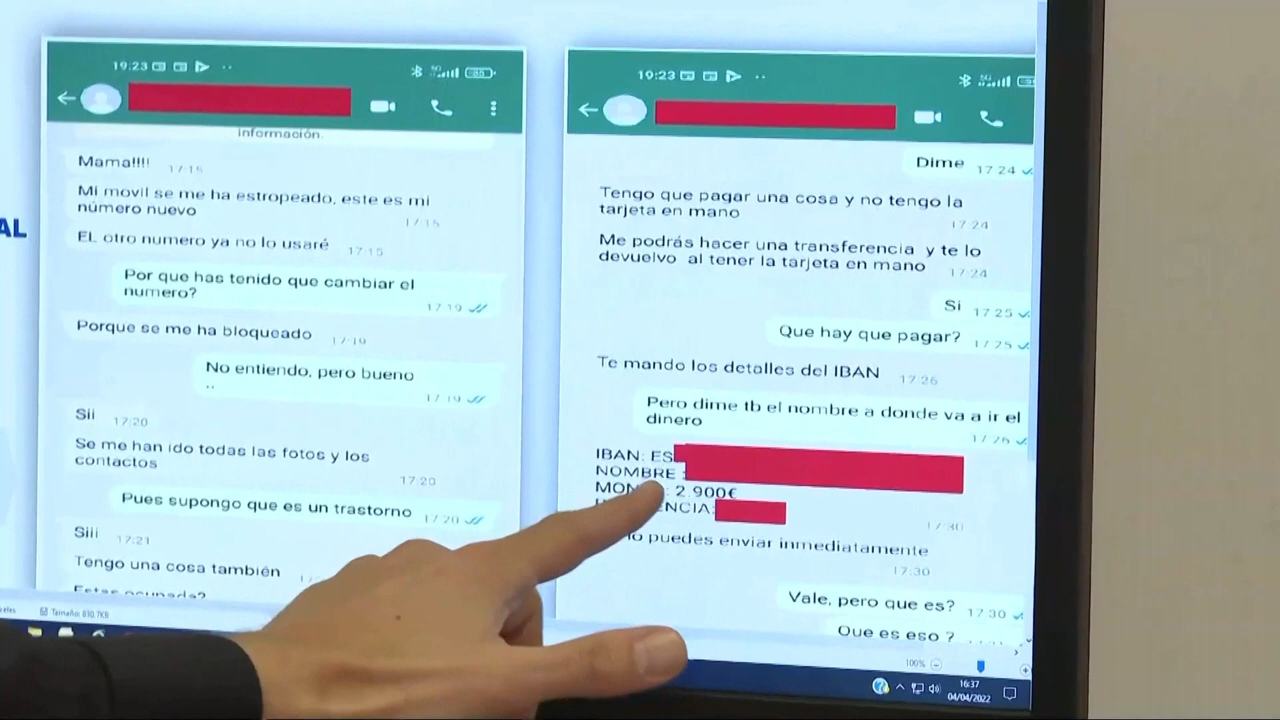 AL
19:23
Información.
Mama!!!! 17:15
Mi movil se me ha estropeado, este es mi
número nuevo 17:15
EL otro numero ya no lo usaré 17:15
Por que has tenido que cambiar el
numero? 17:19
Porque se me ha bloqueado 17:19
No entiendo, pero bueno
.. 17:19
Sii 17:20
Se me han ido todas las fotos y los
contactos 17:20
Pues supongo que es un trastorno 17:20
Siii 17:21
Tengo una cosa también
Estas ocupada?
19:23
Dime 17:24
Tengo que pagar una cosa y no tengo la
tarjeta en mano 17:24
Me podrás hacer una transferencia y te lo
devuelvo al tener la tarjeta en mano 17:24
Si 17:25
Que hay que pagar? 17:25
Te mando los detalles del IBAN 17:26
Pero dime tb el nombre a donde va a ir el
dinero 17:26
IBAN: ES
NOMBRE :
2.900€
17:30
lo puedes enviar inmediatamente
17:30
Vale, pero que es? 17:30
Que es eso ?
Tamaño: 830,7KB
100%
16:37
04/04/2022